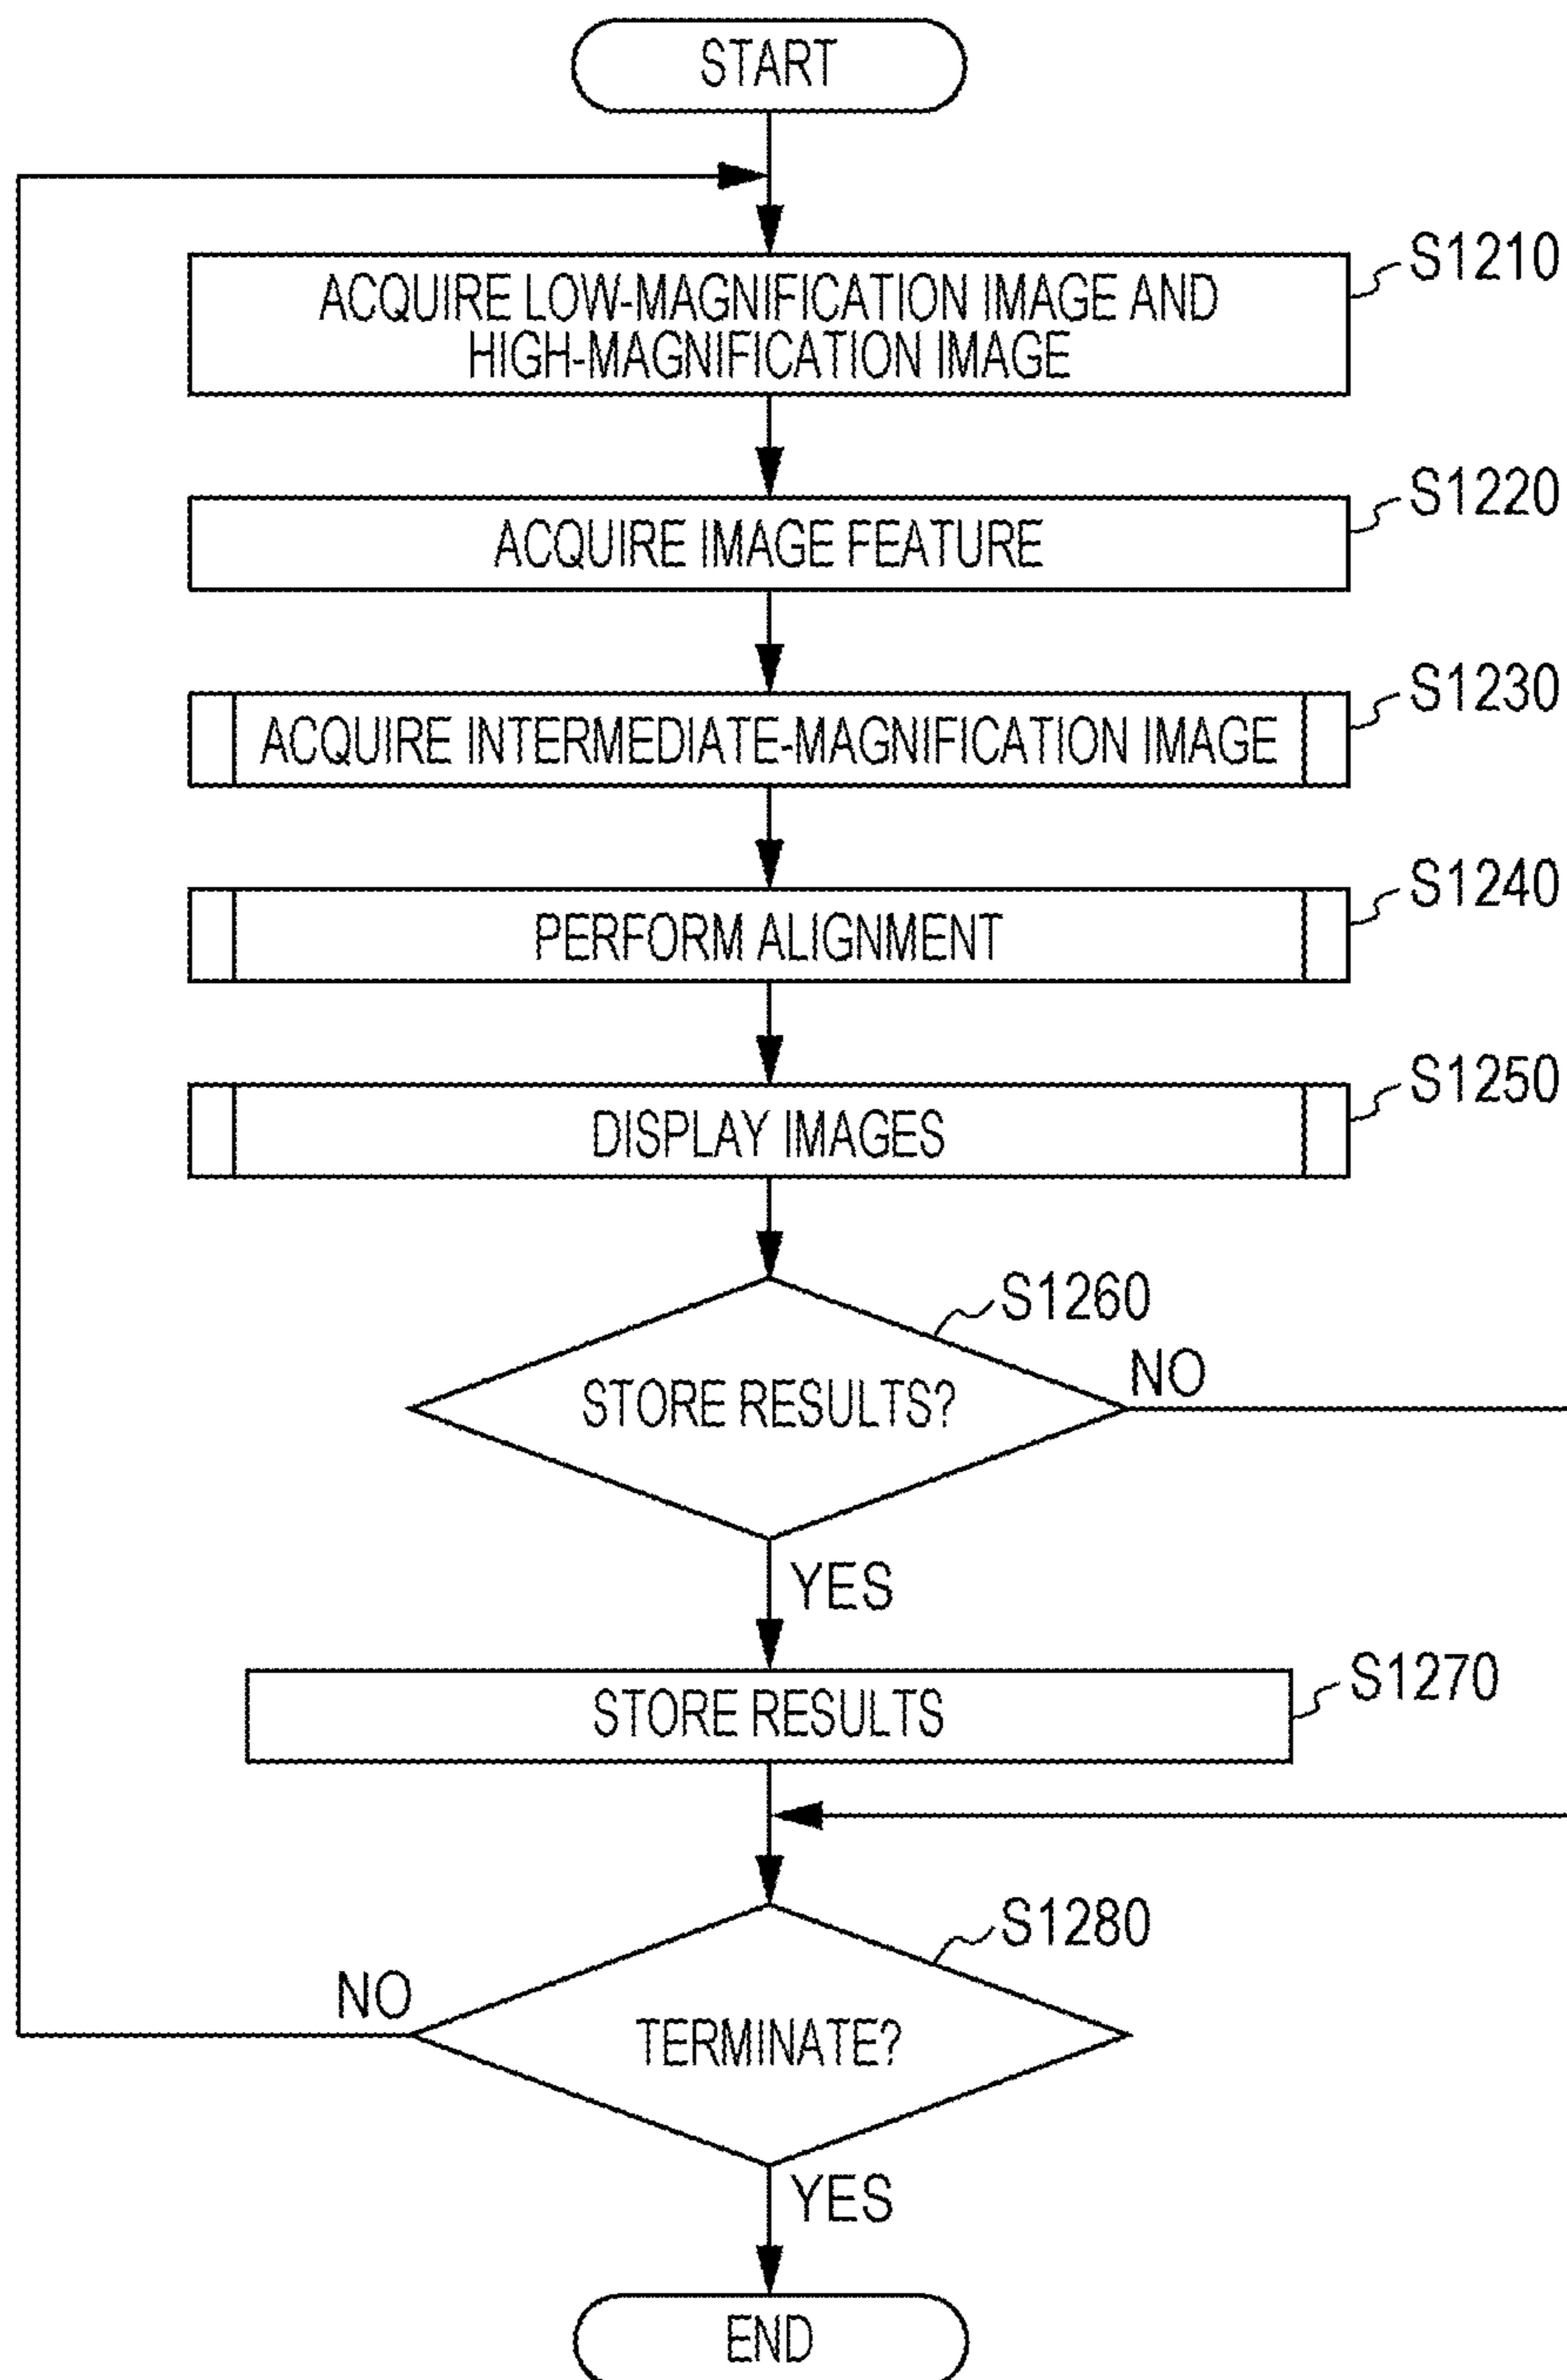 START
ACQUIRE LOW-MAGNIFICATION IMAGE AND
HIGH-MAGNIFICATION IMAGE
S1210
ACQUIRE IMAGE FEATURE
S1220
ACQUIRE INTERMEDIATE-MAGNIFICATION IMAGE
S1230
PERFORM ALIGNMENT
S1240
DISPLAY IMAGES
S1250
STORE RESULTS?
S1260
NO
YES
STORE RESULTS
S1270
TERMINATE?
S1280
NO
YES
END